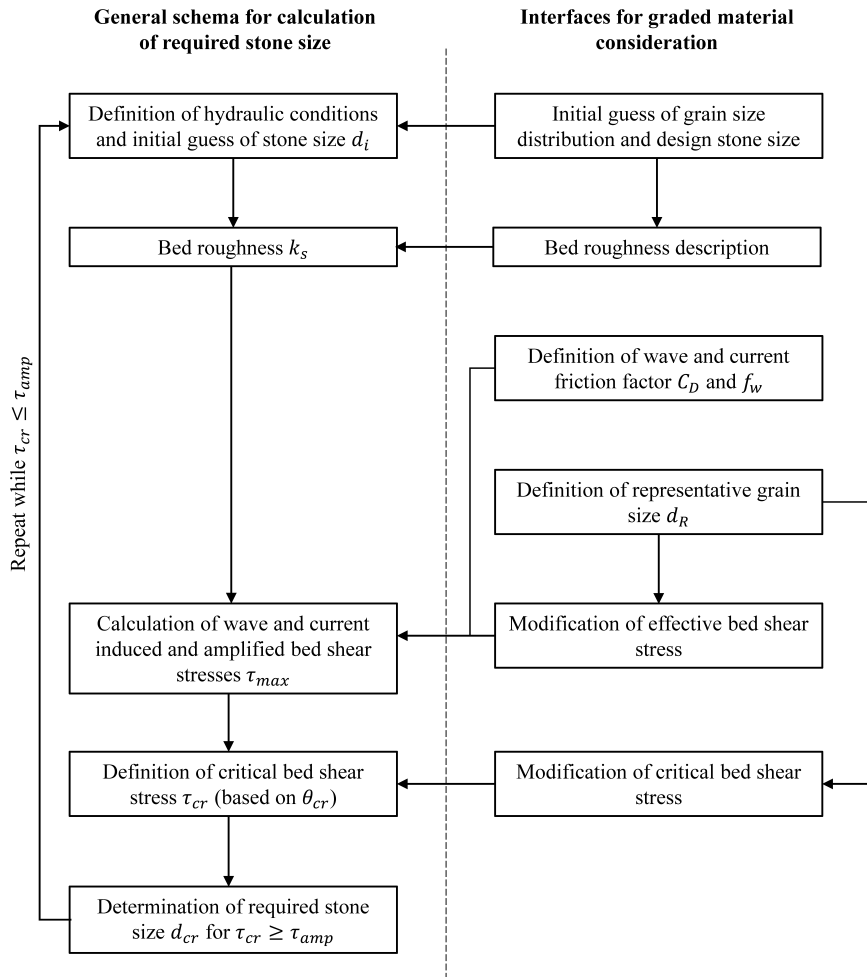 General schema for calculation
of required stone size
Interfaces for graded material
consideration
Definition of hydraulic conditions
and initial guess of stone size d_i
Initial guess of grain size
distribution and design stone size
Bed roughness k_s
Bed roughness description
Definition of wave and current
friction factor C_D and f_w
Repeat while τ_cr ≤ τ_amp
Definition of representative grain
size d_R
Calculation of wave and current
induced and amplified bed shear
stresses τ_max
Modification of effective bed shear
stress
Definition of critical bed shear
stress τ_cr (based on θ_cr)
Modification of critical bed shear
stress
Determination of required stone
size d_cr for τ_cr ≥ τ_amp